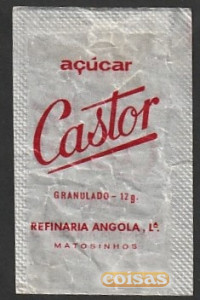 açúcar
Castor
GRANULADO - 12 g.
REFINARIA ANGOLA, Lª.
MATOSINHOS
coisas